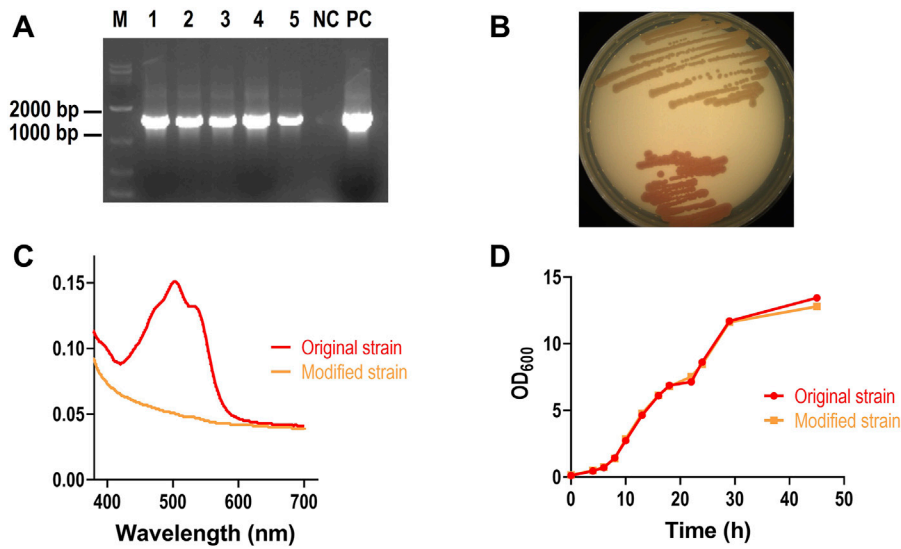 A
M 1 2 3 4 5 NC PC
2000 bp
1000 bp
B
C
0.15
0.10
0.05
0.00
400 500 600 700
Wavelength (nm)
Original strain
Modified strain
D
OD600
15
10
5
0
0 10 20 30 40 50
Time (h)
Original strain
Modified strain